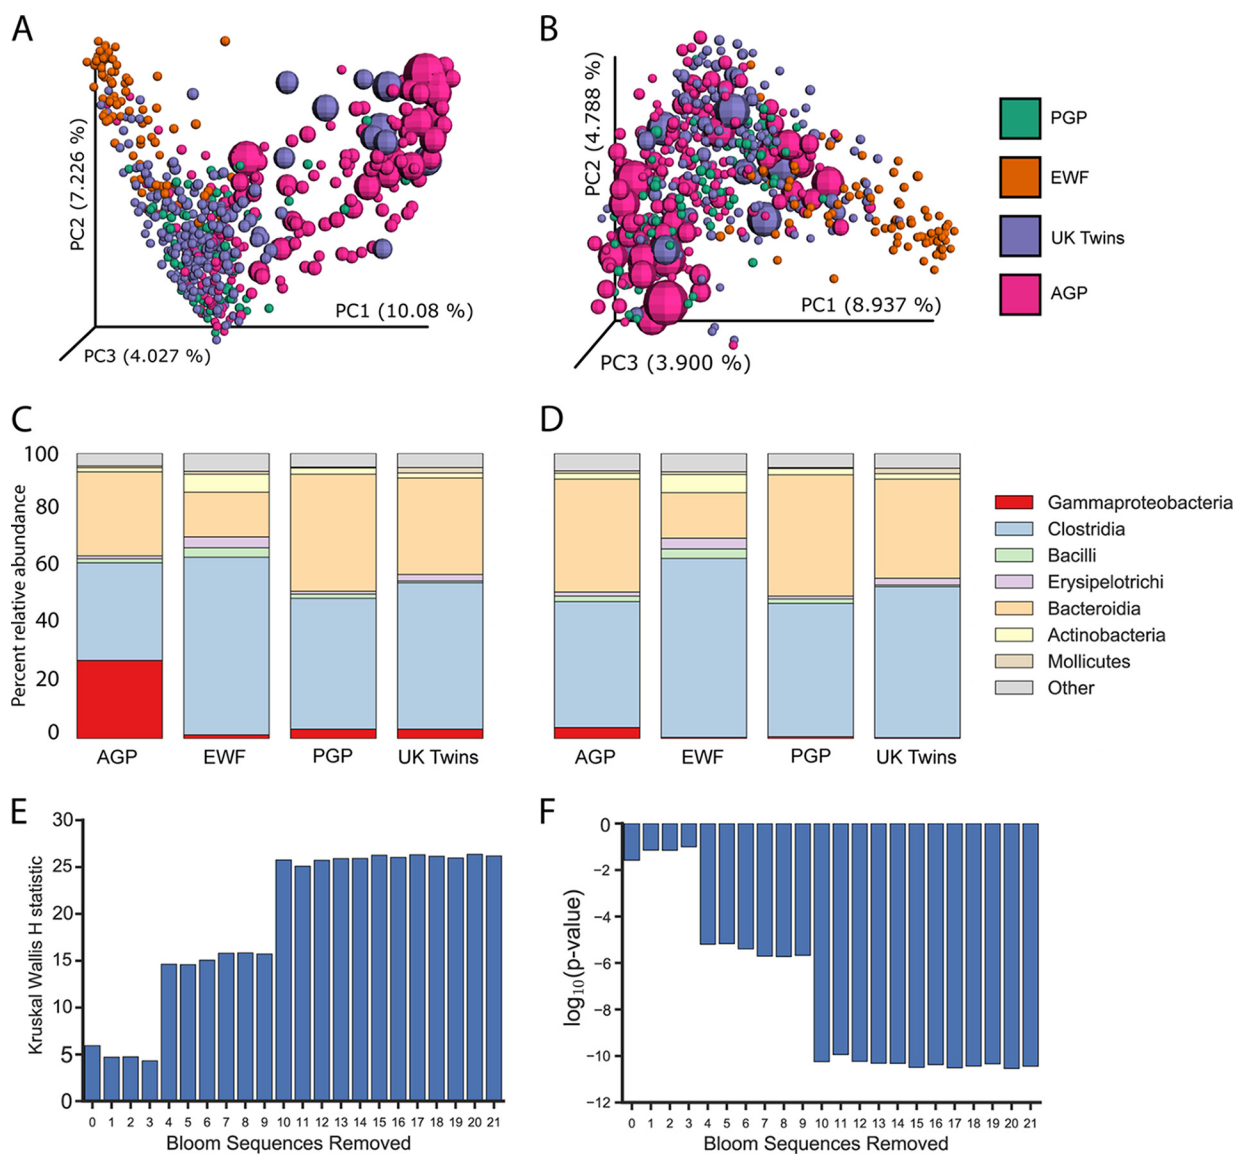 A
PC2 (7.226 %)
PC1 (10.08 %)
PC3 (4.027 %)
B
PC2 (4.788 %)
PC1 (8.937 %)
PC3 (3.900 %)
PGP
EWF
UK Twins
AGP
C
Percent relative abundance
100
80
60
40
20
0
AGP EWF PGP UK Twins
D
AGP EWF PGP UK Twins
Gammaproteobacteria
Clostridia
Bacilli
Erysipelotrichi
Bacteroidia
Actinobacteria
Mollicutes
Other
E
Kruskal Wallis H statistic
30
25
20
15
10
5
0
0 1 2 3 4 5 6 7 8 9 10 11 12 13 14 15 16 17 18 19 20 21
Bloom Sequences Removed
F
log10(p-value)
0
−2
−4
−6
−8
−10
−12
0 1 2 3 4 5 6 7 8 9 10 11 12 13 14 15 16 17 18 19 20 21
Bloom Sequences Removed